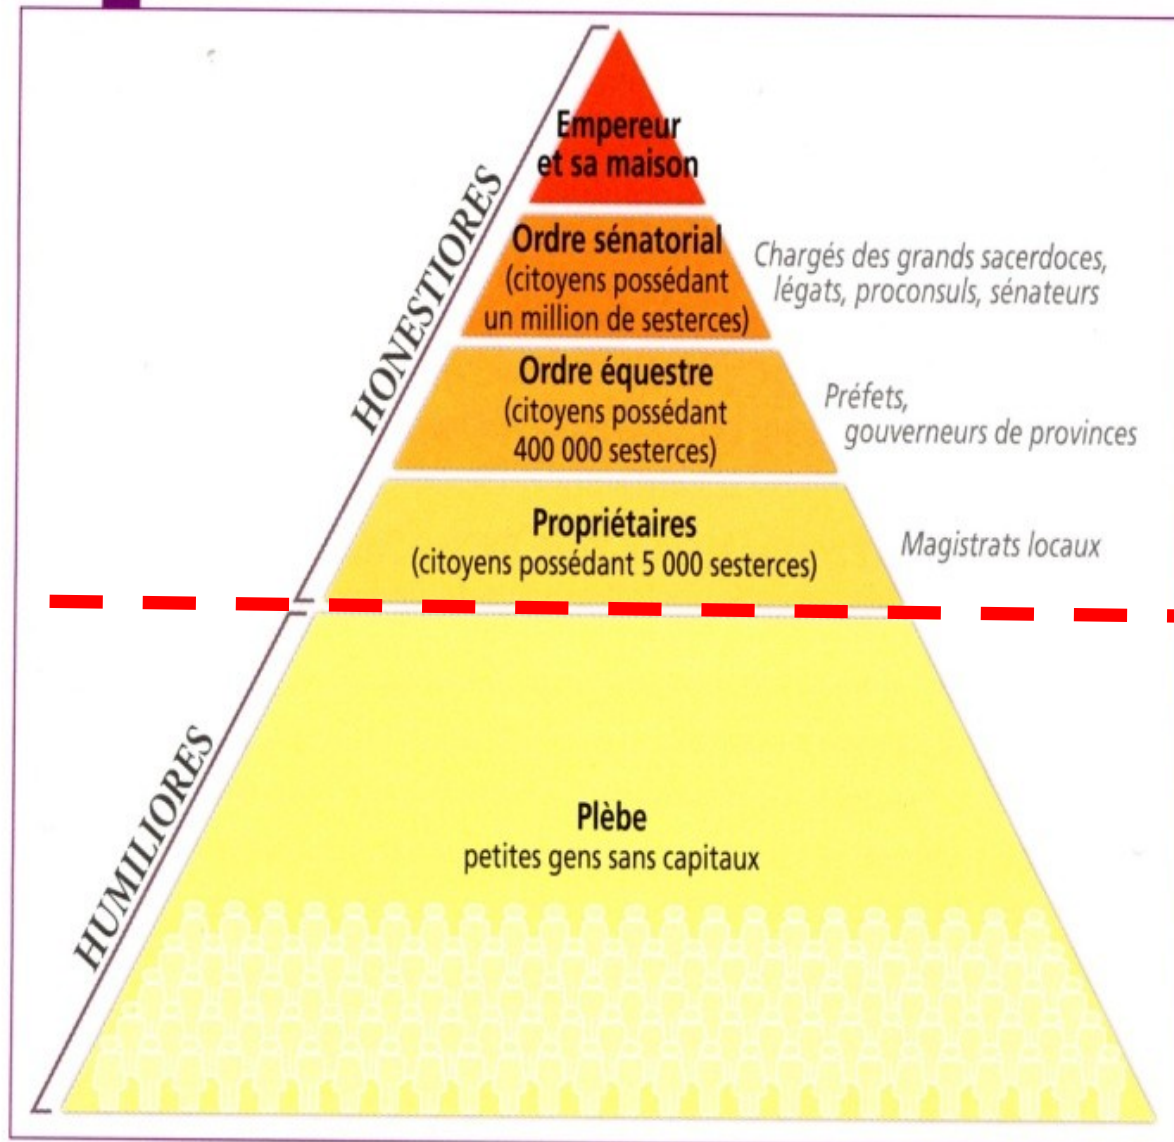 Empereur
et sa maison
HONESTIORES
Ordre sénatorial
(citoyens possédant
un million de sesterces)
Chargés des grands sacerdoces,
légats, proconsuls, sénateurs
Ordre équestre
(citoyens possédant
400 000 sesterces)
Préfets,
gouverneurs de provinces
Propriétaires
(citoyens possédant 5 000 sesterces)
Magistrats locaux
HUMILIORES
Plèbe
petites gens sans capitaux